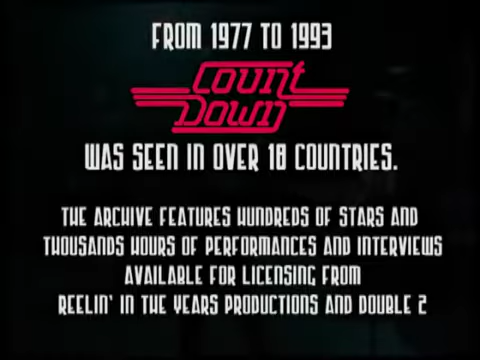 FROM 1977 TO 1993
Count
Down
WAS SEEN IN OVER 18 COUNTRIES.
THE ARCHIVE FEATURES HUNDREDS OF STARS AND
THOUSANDS HOURS OF PERFORMANCES AND INTERVIEWS
AVAILABLE FOR LICENSING FROM
REELIN' IN THE YEARS PRODUCTIONS AND DOUBLE 2